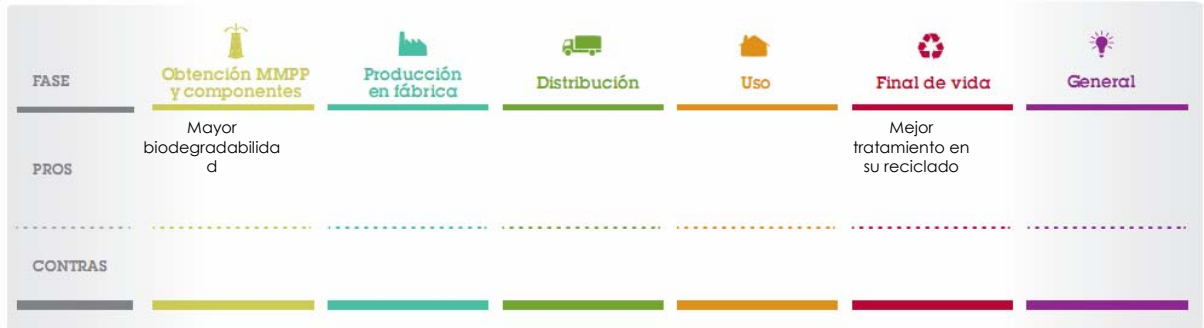 FASE
Obtención MMPP
y componentes
Producción
en fábrica
Distribución
Uso
Final de vida
General
PROS
Mayor
biodegradabilida
d
Mejor
tratamiento en
su reciclado
CONTRAS